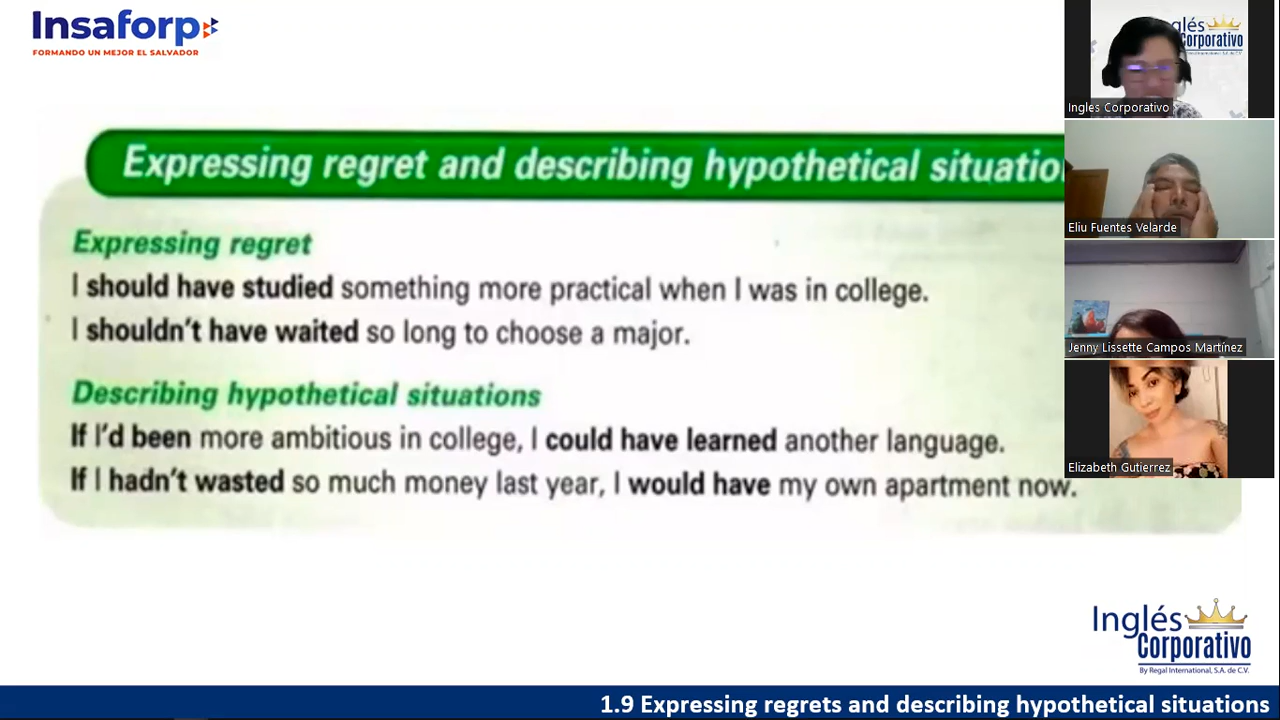 Insaforp
FORMANDO UN MEJOR EL SALVADOR
Expressing regret and describing hypothetical situatio
Expressing regret
I should have studied something more practical when I was in college.
I shouldn't have waited so long to choose a major.
Describing hypothetical situations
If I'd been more ambitious in college, I could have learned another language.
If I hadn't wasted so much money last year, I would have my own apartment now.
glés
Corporativo
Ingles Corporativo
Eliu Fuentes Velarde
Jenny Lissette Campos Martínez
Elizabeth Gutierrez
Inglés
Corporativo
By Regal International, S.A. de C.V.
1.9 Expressing regrets and describing hypothetical situations